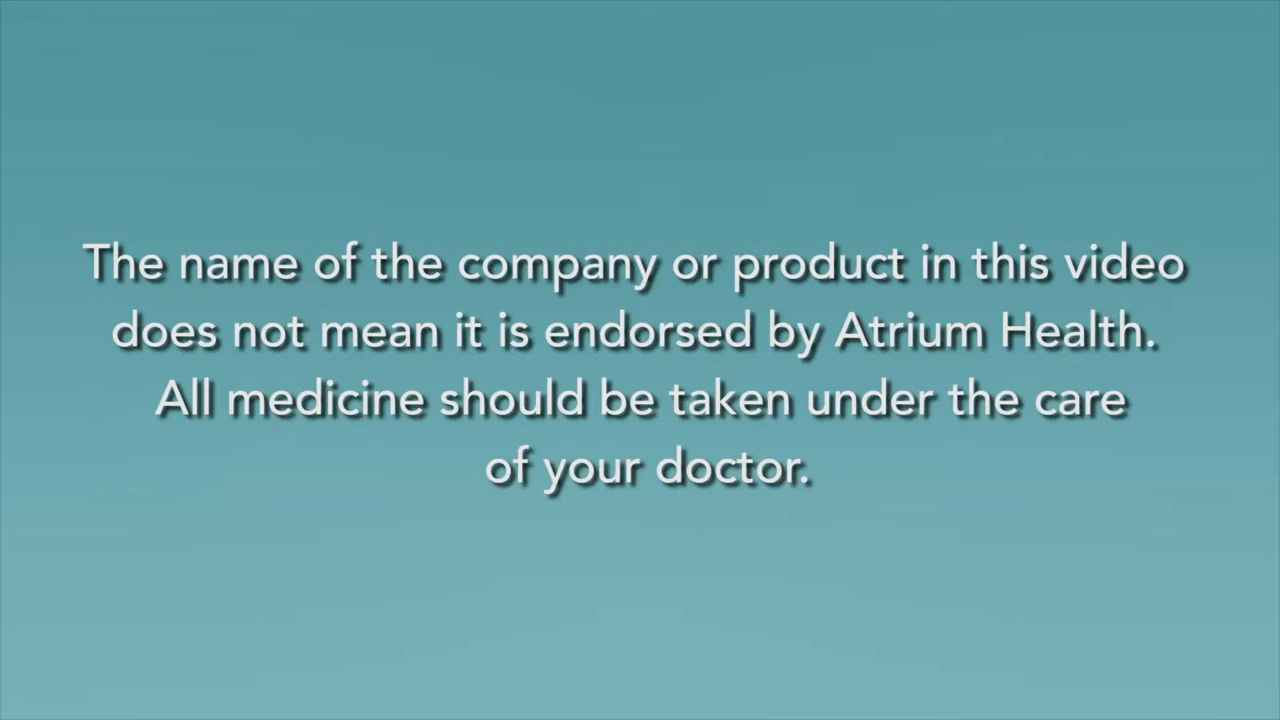 The name of the company or product in this video
does not mean it is endorsed by Atrium Health.
All medicine should be taken under the care
of your doctor.